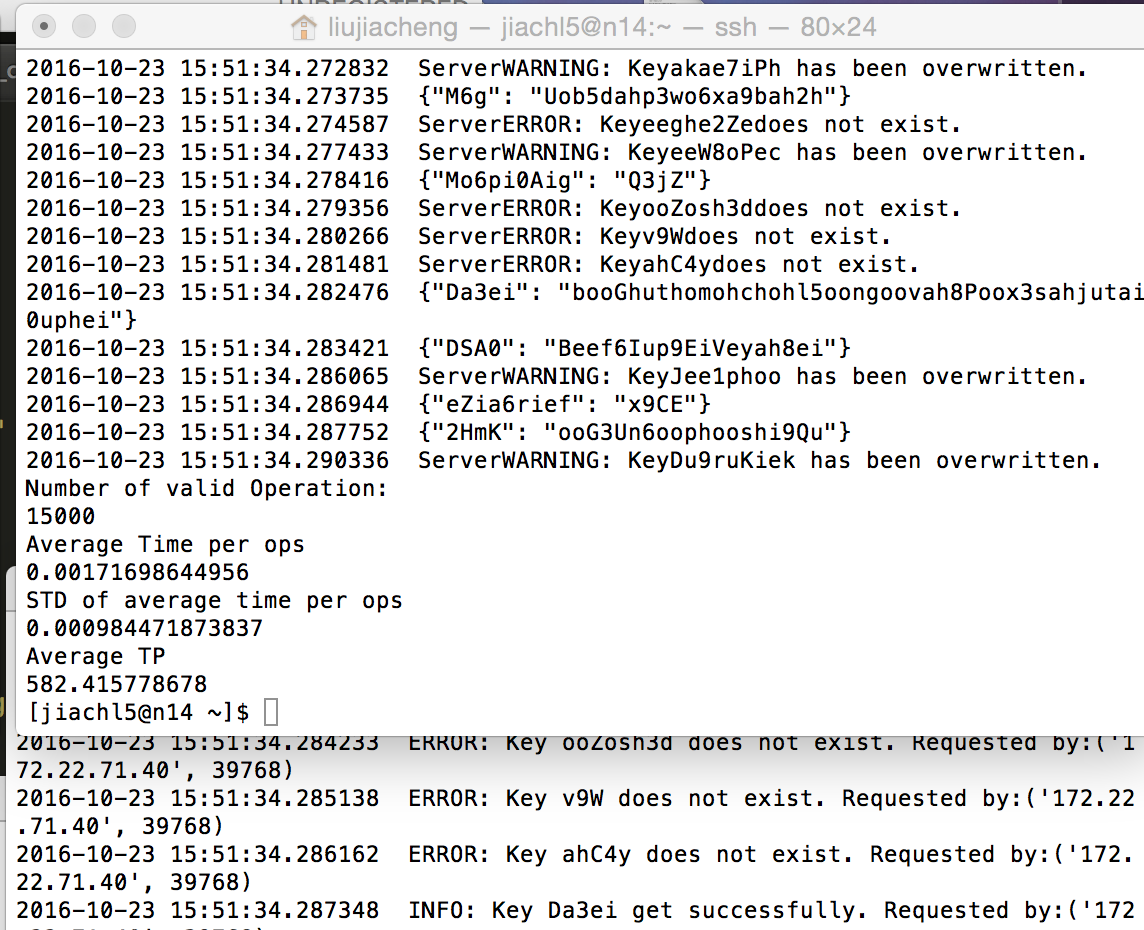 liujiacheng — jiachl5@n14:~ — ssh — 80×24
2016-10-23 15:51:34.272832  ServerWARNING: Keyakae7iPh has been overwritten.
2016-10-23 15:51:34.273735  {"M6g": "Uob5dahp3wo6xa9bah2h"}
2016-10-23 15:51:34.274587  ServerERROR: Keyeeghe2Zedoes not exist.
2016-10-23 15:51:34.277433  ServerWARNING: KeyeeW8oPec has been overwritten.
2016-10-23 15:51:34.278416  {"Mo6pi0Aig": "Q3jZ"}
2016-10-23 15:51:34.279356  ServerERROR: KeyooZosh3ddoes not exist.
2016-10-23 15:51:34.280266  ServerERROR: Keyv9Wdoes not exist.
2016-10-23 15:51:34.281481  ServerERROR: KeyahC4ydoes not exist.
2016-10-23 15:51:34.282476  {"Da3ei": "booGhuthomohchohl5oongoovah8Poox3sahjutai
0uphei"}
2016-10-23 15:51:34.283421  {"DSA0": "Beef6Iup9EiVeyah8ei"}
2016-10-23 15:51:34.286065  ServerWARNING: KeyJee1phoo has been overwritten.
2016-10-23 15:51:34.286944  {"eZia6rief": "x9CE"}
2016-10-23 15:51:34.287752  {"2HmK": "ooG3Un6oophooshi9Qu"}
2016-10-23 15:51:34.290336  ServerWARNING: KeyDu9ruKiek has been overwritten.
Number of valid Operation:
15000
Average Time per ops
0.00171698644956
STD of average time per ops
0.000984471873837
Average TP
582.415778678
[jiachl5@n14 ~]$
2016-10-23 15:51:34.284233  ERROR: Key ooZosh3d does not exist. Requested by:('1
72.22.71.40', 39768)
2016-10-23 15:51:34.285138  ERROR: Key v9W does not exist. Requested by:('172.22
.71.40', 39768)
2016-10-23 15:51:34.286162  ERROR: Key ahC4y does not exist. Requested by:('172.
22.71.40', 39768)
2016-10-23 15:51:34.287348  INFO: Key Da3ei get successfully. Requested by:('172